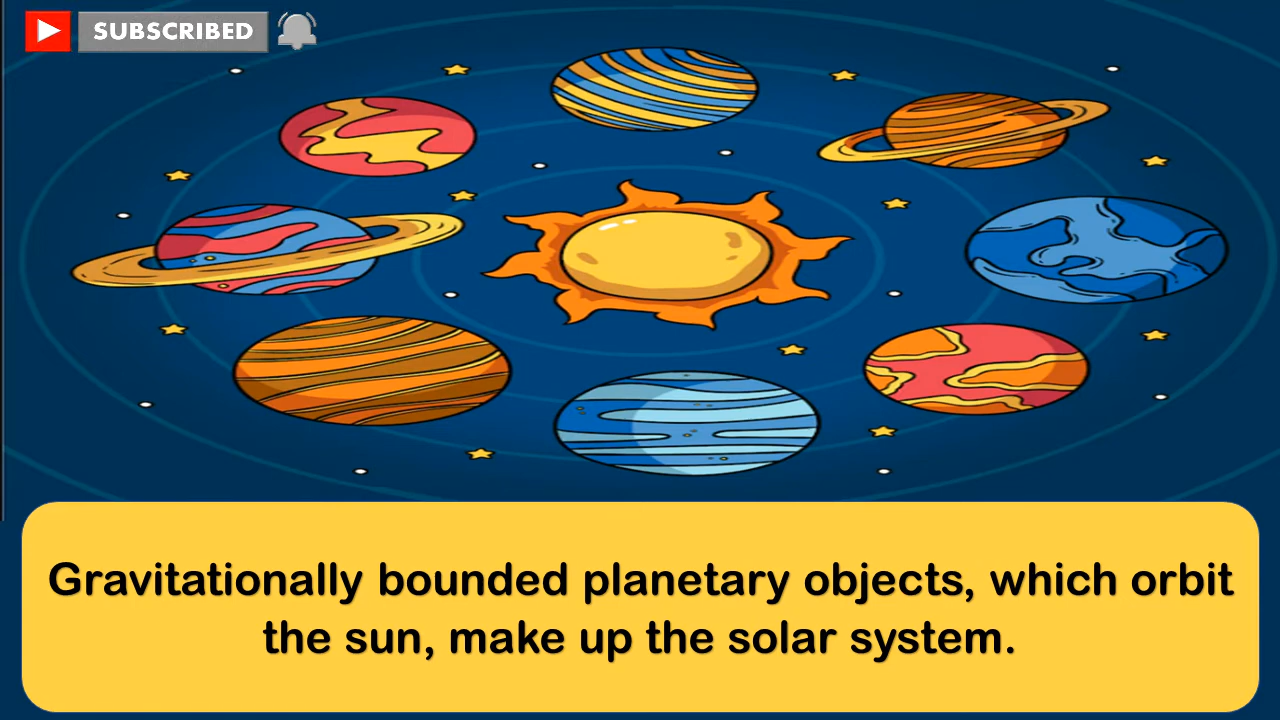 SUBSCRIBED
Gravitationally bounded planetary objects, which orbit
the sun, make up the solar system.